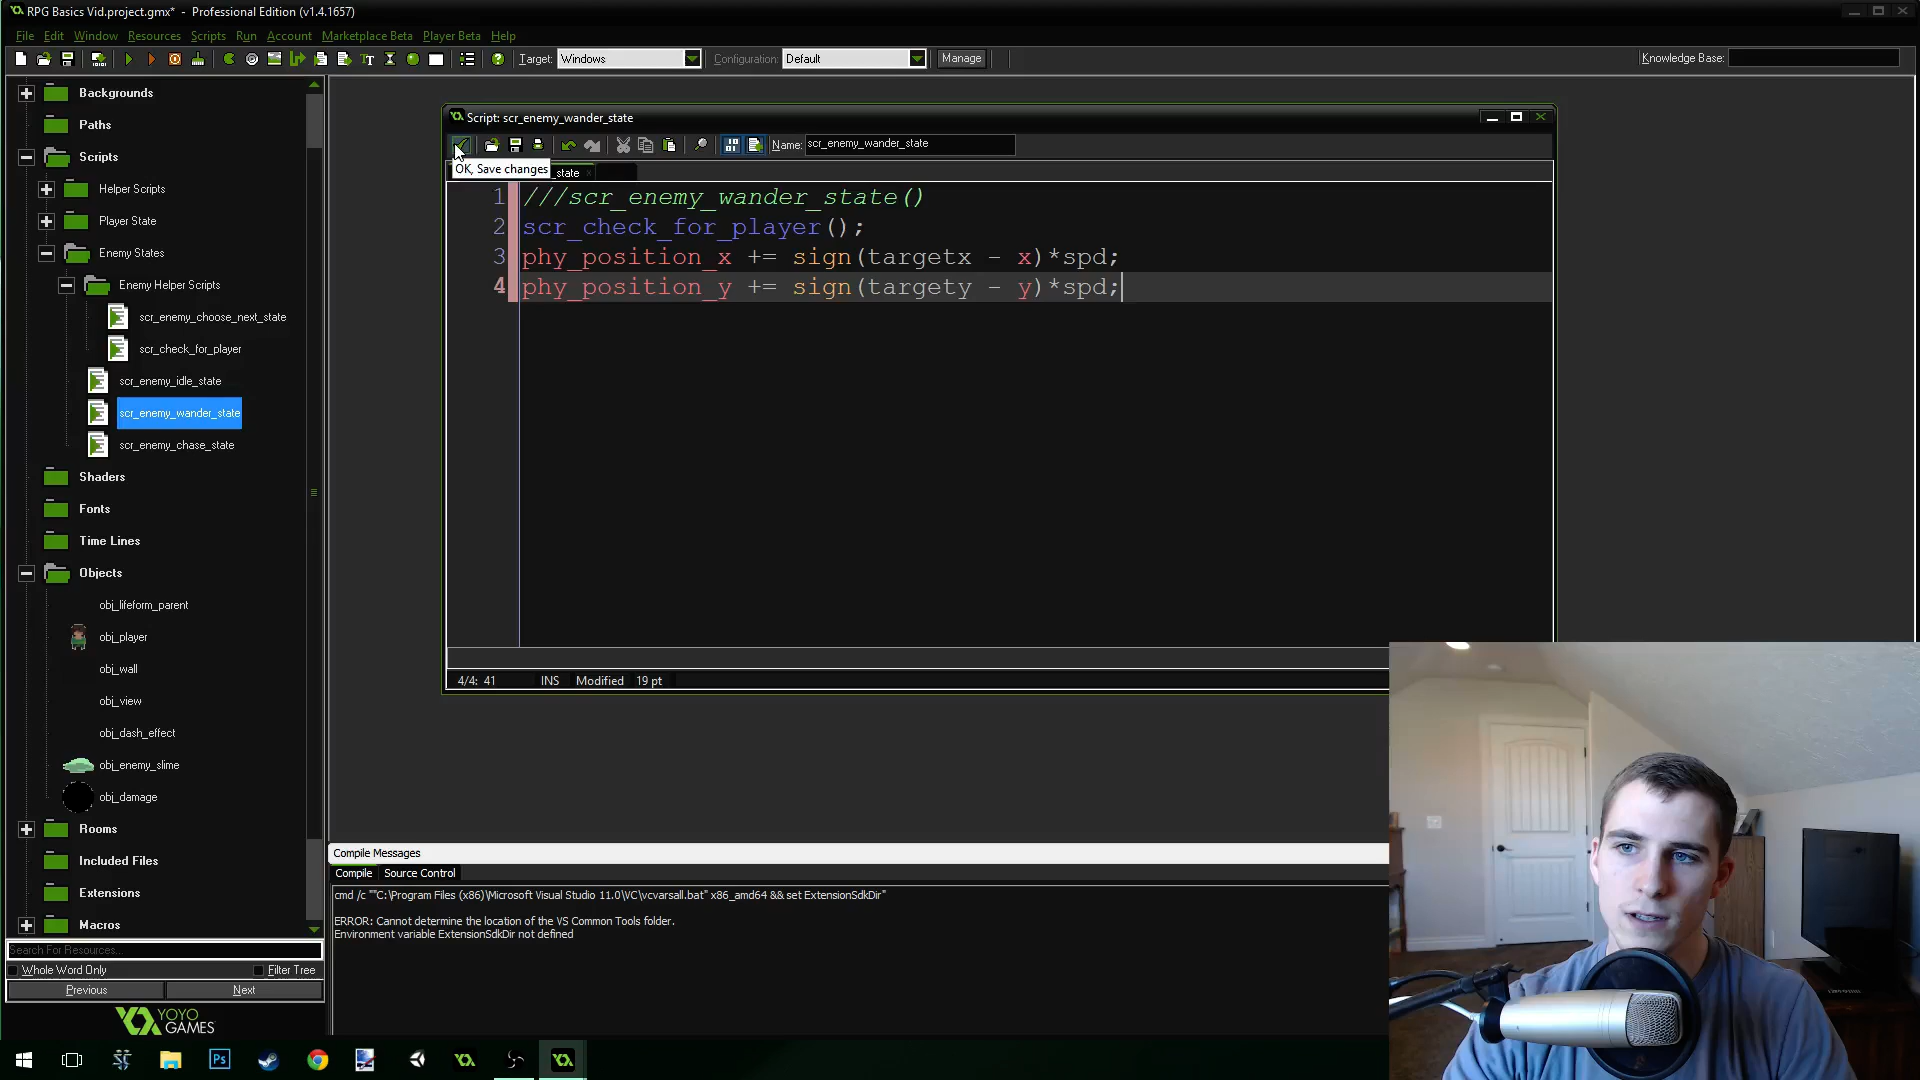 RPG Basics Vid.project.gmx* - Professional Edition (v1.4.1657)
File Edit Window Resources Scripts Run Account Marketplace Beta Player Beta Help
Target: Windows Configuration: Default Manage Knowledge Base:
Backgrounds
Paths
Scripts
Helper Scripts
Player State
Enemy States
Enemy Helper Scripts
scr_enemy_choose_next_state
scr_check_for_player
scr_enemy_idle_state
scr_enemy_wander_state
scr_enemy_chase_state
Shaders
Fonts
Time Lines
Objects
obj_lifeform_parent
obj_player
obj_wall
obj_view
obj_dash_effect
obj_enemy_slime
obj_damage
Rooms
Included Files
Extensions
Macros
Search For Resources...
Whole Word Only Filter Tree
Previous Next
YOYO
GAMES
Script: scr_enemy_wander_state
Name: scr_enemy_wander_state
OK, Save changes _state
1 ///scr_enemy_wander_state()
2 scr_check_for_player();
3 phy_position_x += sign(targetx - x)*spd;
4 phy_position_y += sign(targety - y)*spd;
4/4: 41 INS Modified 19 pt
Compile Messages
Compile Source Control
cmd /c ""C:\Program Files (x86)\Microsoft Visual Studio 11.0\VC\vcvarsall.bat" x86_amd64 && set ExtensionSdkDir"
ERROR: Cannot determine the location of the VS Common Tools folder.
Environment variable ExtensionSdkDir not defined
Ps